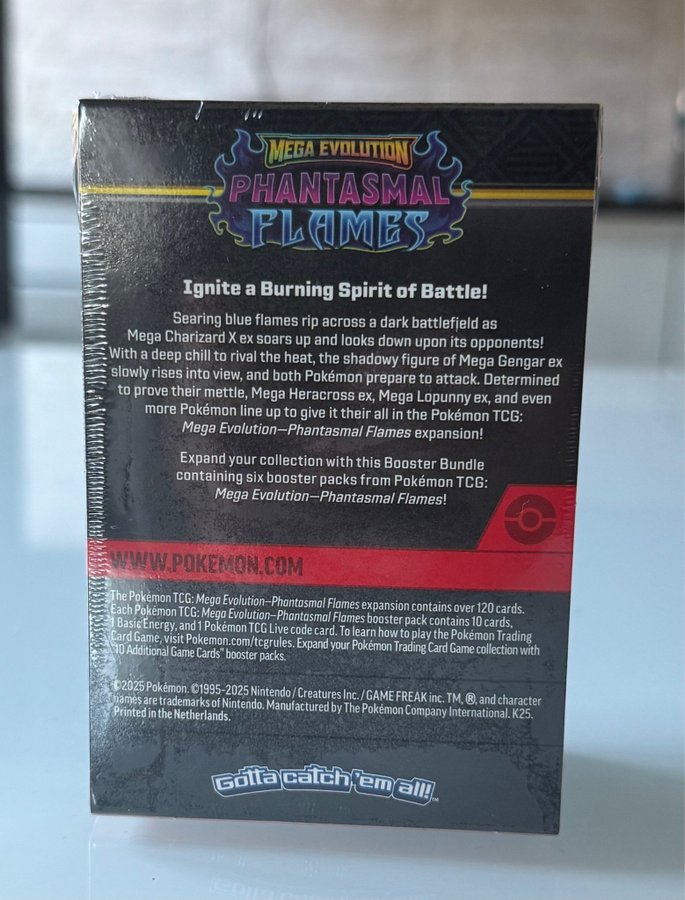 MEGA EVOLUTION
PHANTASMAL
FLAMES
Ignite a Burning Spirit of Battle!
Searing blue flames rip across a dark battlefield as
Mega Charizard X ex soars up and looks down upon its opponents!
With a deep chill to rival the heat, the shadowy figure of Mega Gengar ex
slowly rises into view, and both Pokémon prepare to attack. Determined
to prove their mettle, Mega Heracross ex, Mega Lopunny ex, and even
more Pokémon line up to give it their all in the Pokémon TCG:
Mega Evolution—Phantasmal Flames expansion!
Expand your collection with this Booster Bundle
containing six booster packs from Pokémon TCG:
Mega Evolution—Phantasmal Flames!
WWW.POKEMON.COM
The Pokémon TCG: Mega Evolution—Phantasmal Flames expansion contains over 120 cards.
Each Pokémon TCG: Mega Evolution—Phantasmal Flames booster pack contains 10 cards,
1 Basic Energy, and 1 Pokémon TCG Live code card. To learn how to play the Pokémon Trading
Card Game, visit Pokemon.com/tcgrules. Expand your Pokémon Trading Card Game collection with
"10 Additional Game Cards" booster packs.
©2025 Pokémon. ©1995–2025 Nintendo / Creatures Inc. / GAME FREAK inc. TM, ®, and character
names are trademarks of Nintendo. Manufactured by The Pokémon Company International. K25.
Printed in the Netherlands.
Gotta catch 'em all!™